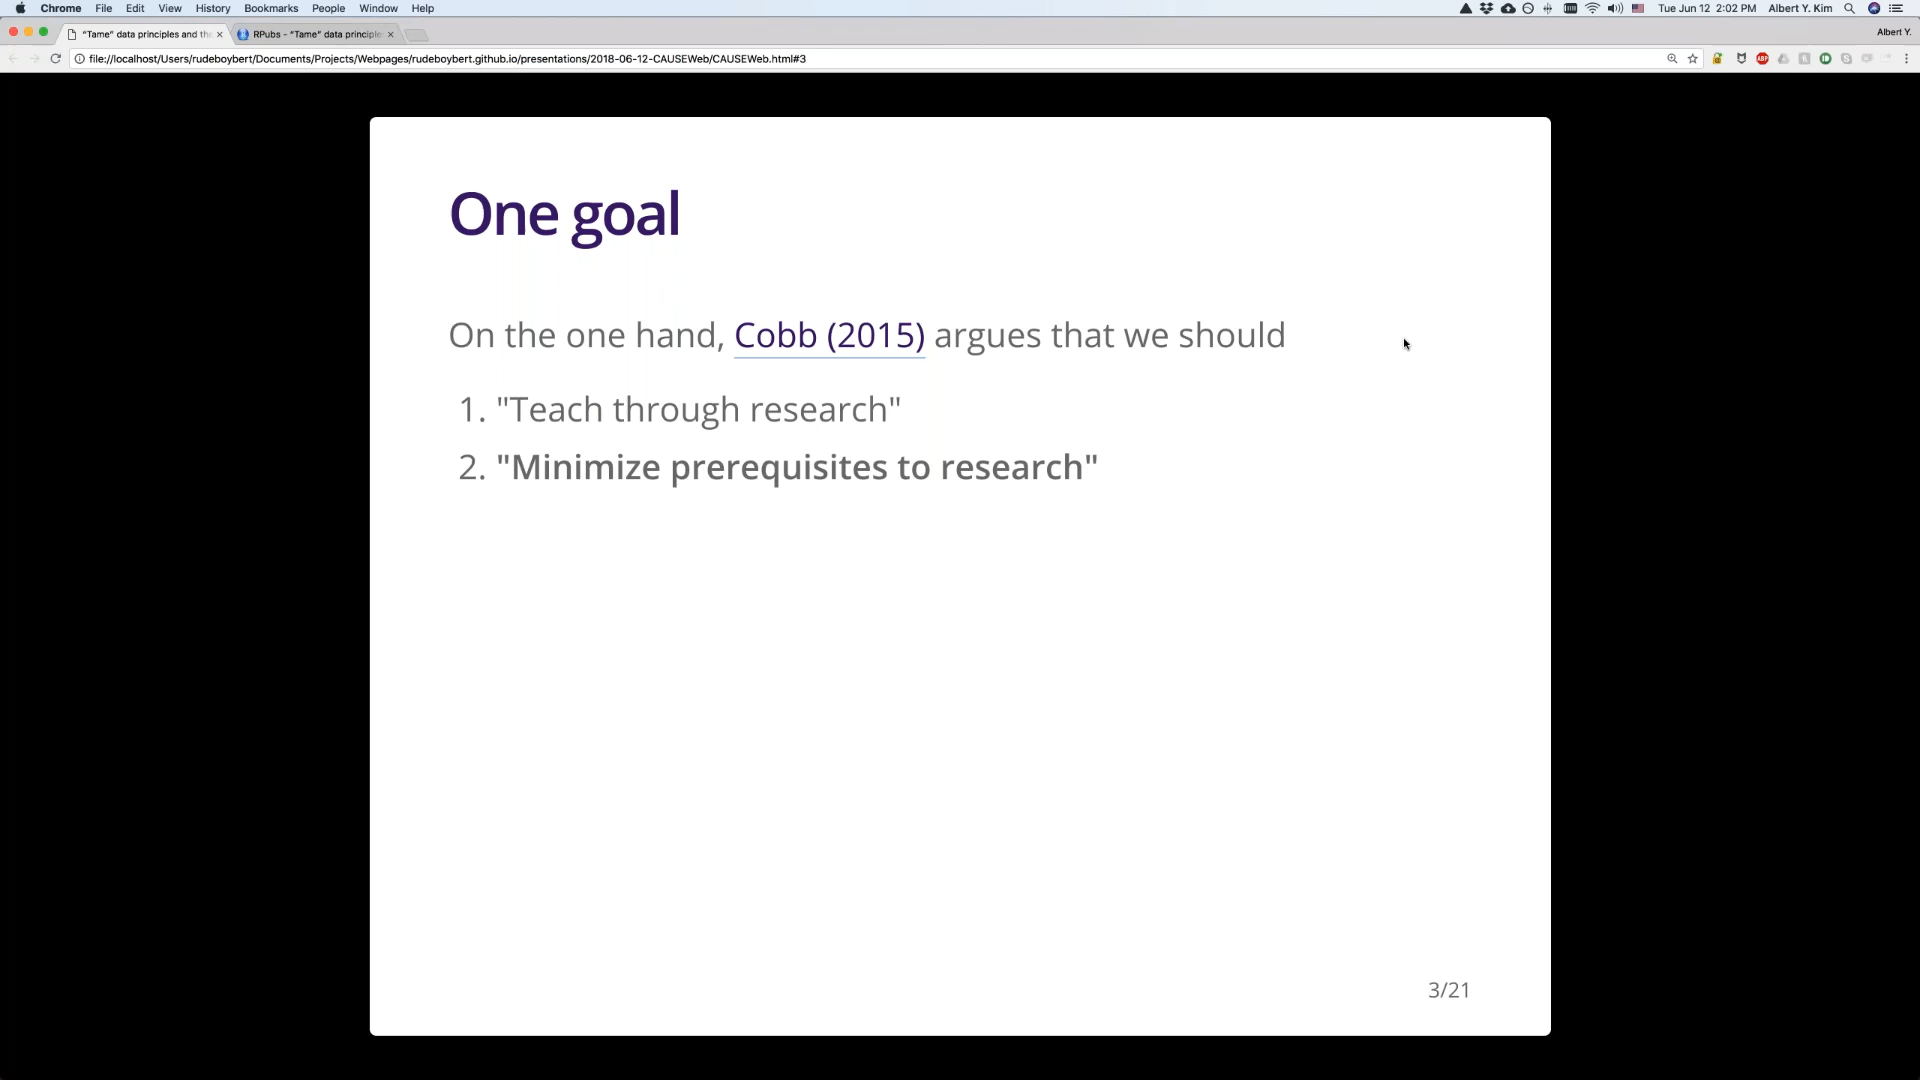 Chrome File Edit View History Bookmarks People Window Help Tue Jun 12 2:02 PM Albert Y. Kim
"Tame" data principles and the RPubs - "Tame" data principle Albert Y.
file://localhost/Users/rudeboybert/Documents/Projects/Webpages/rudeboybert.github.io/presentations/2018-06-12-CAUSEWeb/CAUSEWeb.html#3 ABP
One goal
On the one hand, Cobb (2015) argues that we should
1. "Teach through research"
2. "Minimize prerequisites to research"
3/21